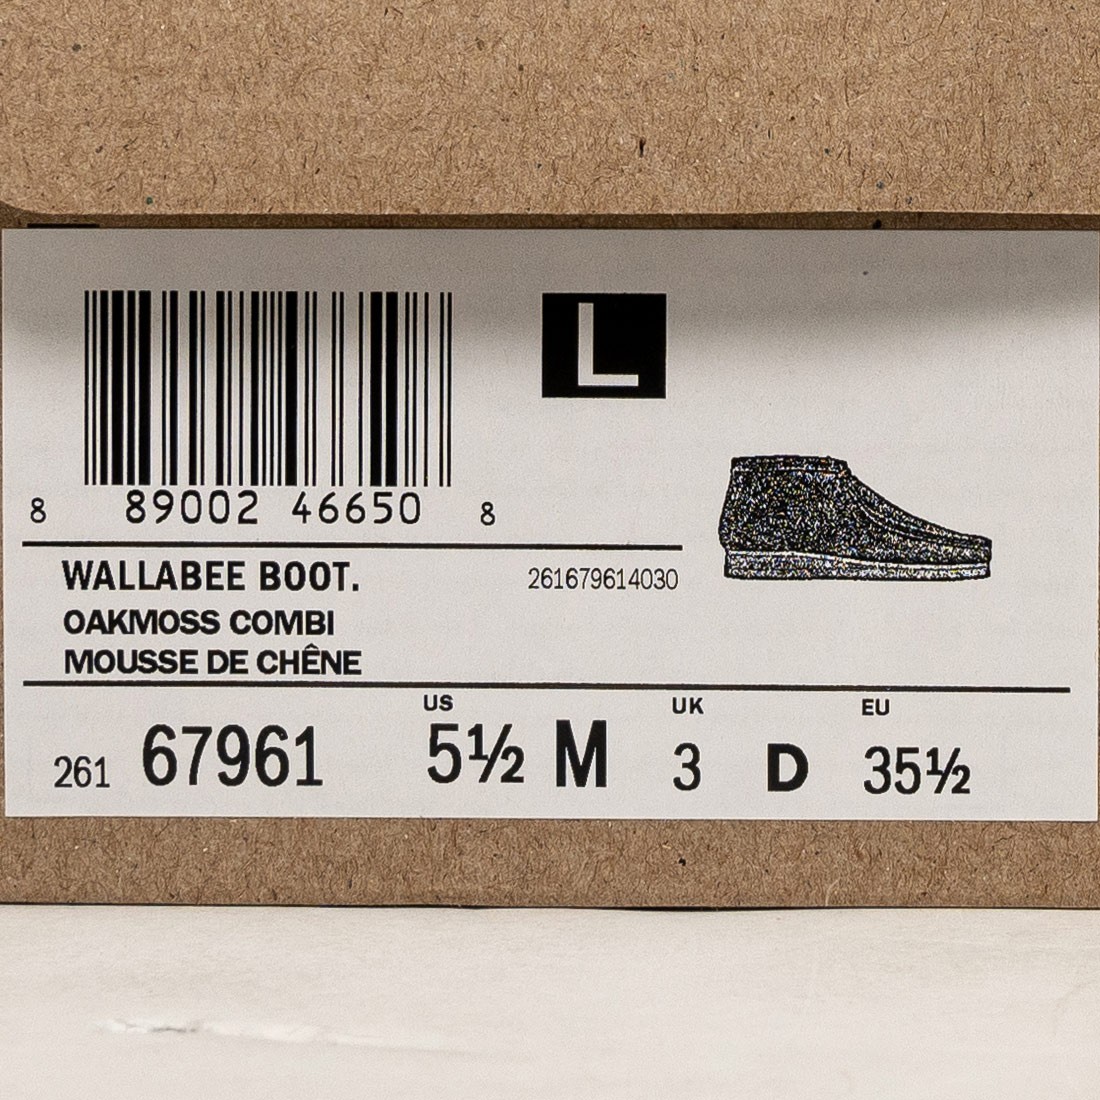 L
8 89002 46650 8
WALLABEE BOOT. 261679614030
OAKMOSS COMBI
MOUSSE DE CHÊNE
US UK EU
261 67961 5½ M 3 D 35½